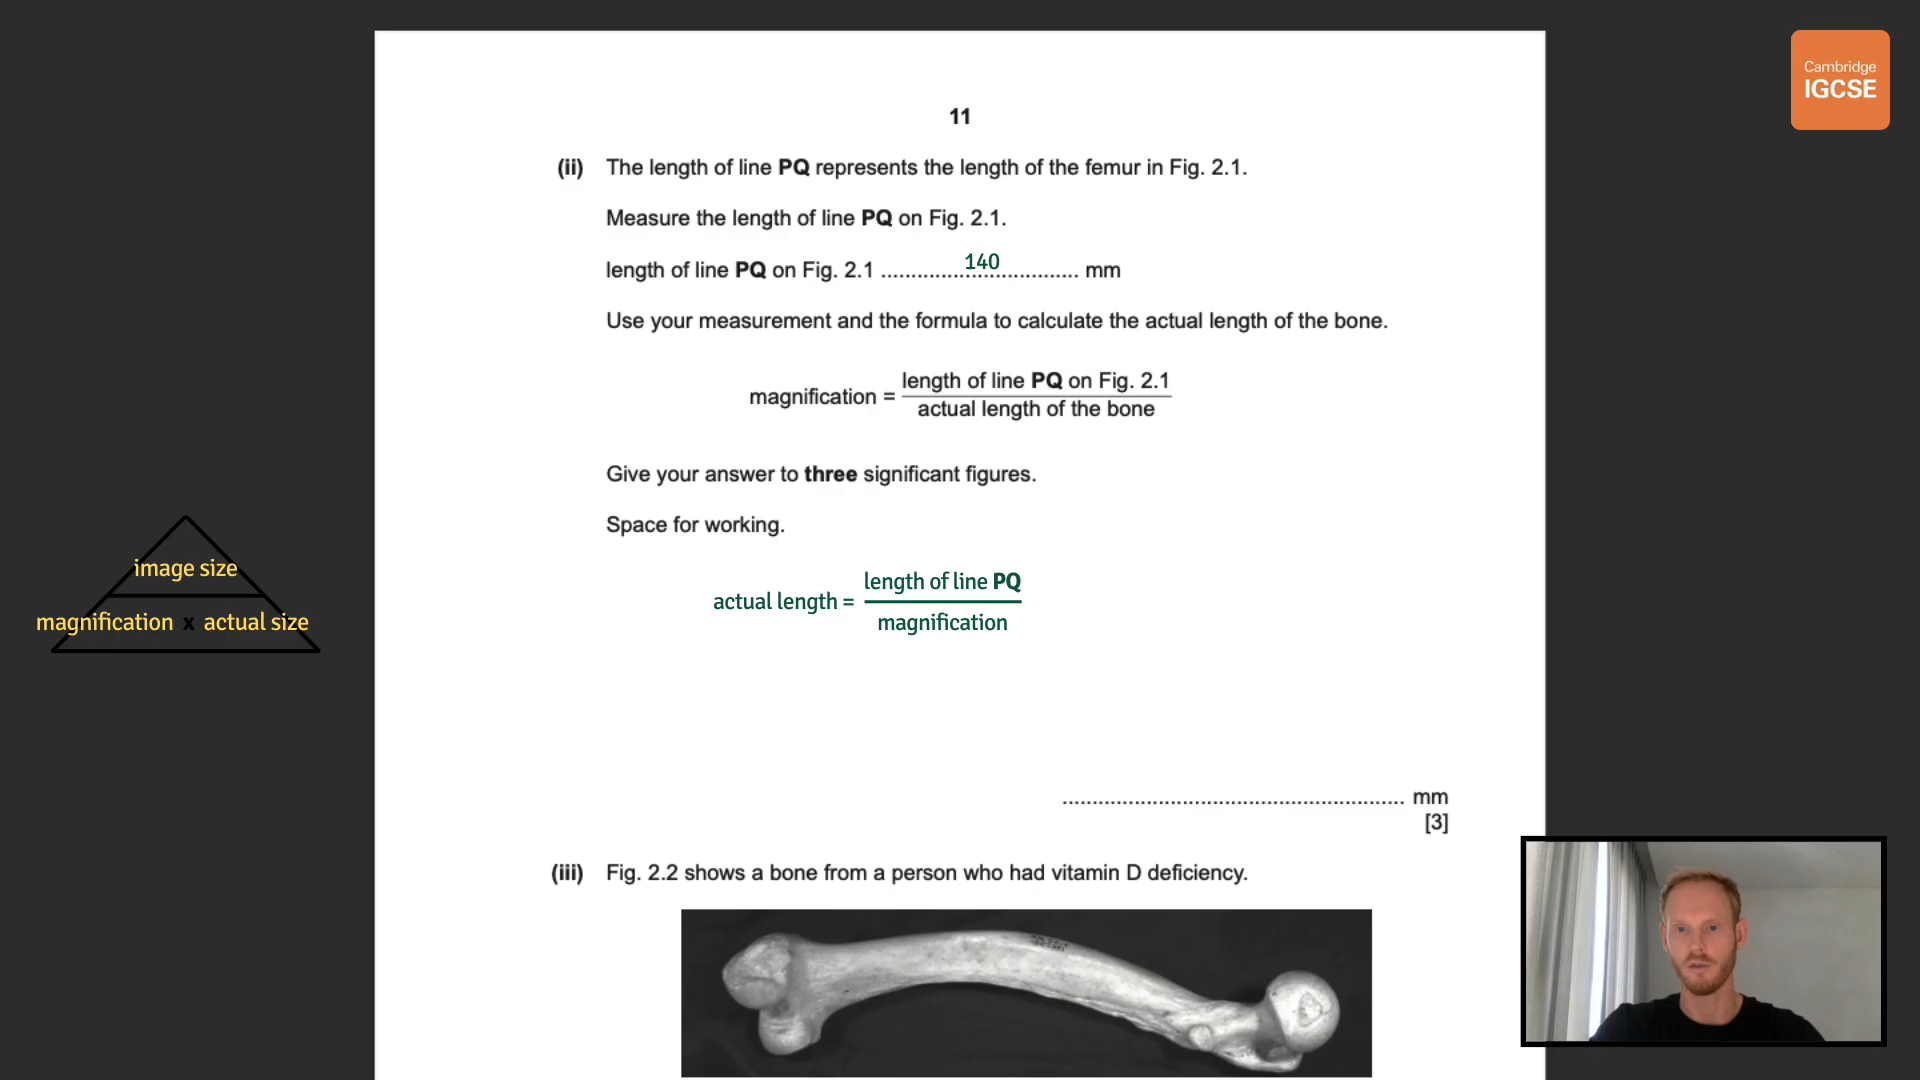 Cambridge
IGCSE
11
(ii) The length of line PQ represents the length of the femur in Fig. 2.1.
Measure the length of line PQ on Fig. 2.1.
length of line PQ on Fig. 2.1 ................140................ mm
Use your measurement and the formula to calculate the actual length of the bone.
magnification = length of line PQ on Fig. 2.1
actual length of the bone
Give your answer to three significant figures.
Space for working.
image size
magnification x actual size
actual length = length of line PQ
magnification
......................................................... mm
[3]
(iii) Fig. 2.2 shows a bone from a person who had vitamin D deficiency.